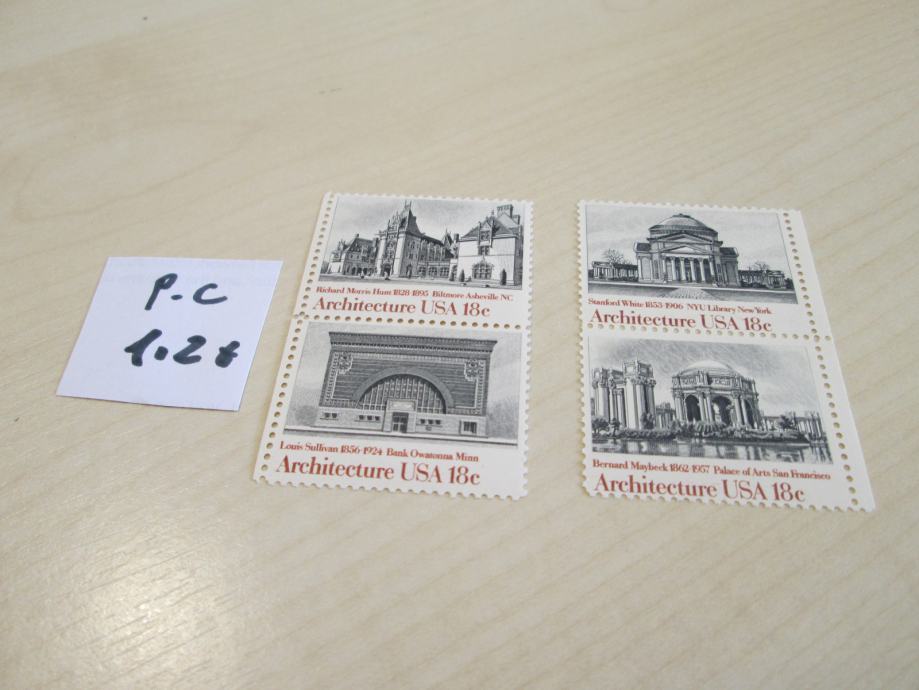 P.C
1.2€
Richard Morris Hunt 1828-1895 Biltmore Asheville NC
Architecture USA 18c
Louis Sullivan 1856-1924 Bank Owatonna Minn
Architecture USA 18c
Stanford White 1853-1906 NYU Library New York
Architecture USA 18c
Bernard Maybeck 1862-1957 Palace of Arts San Francisco
Architecture USA 18c